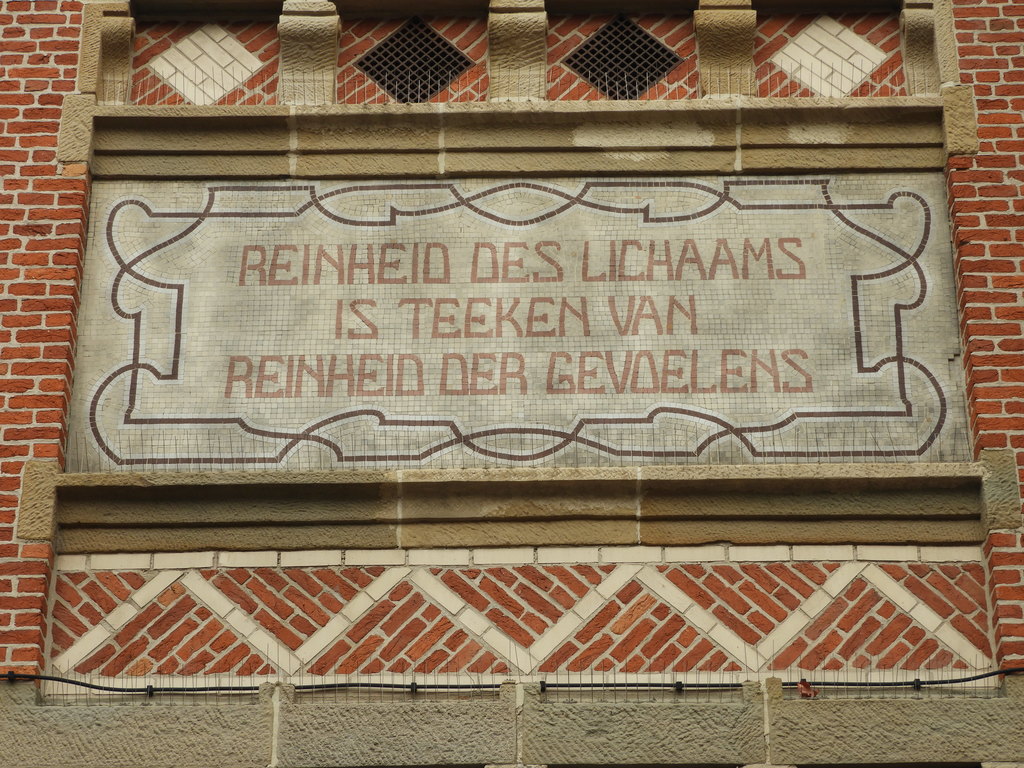 REINHEID DES LICHAAMS
IS TEEKEN VAN
REINHEID DER GEVOELENS